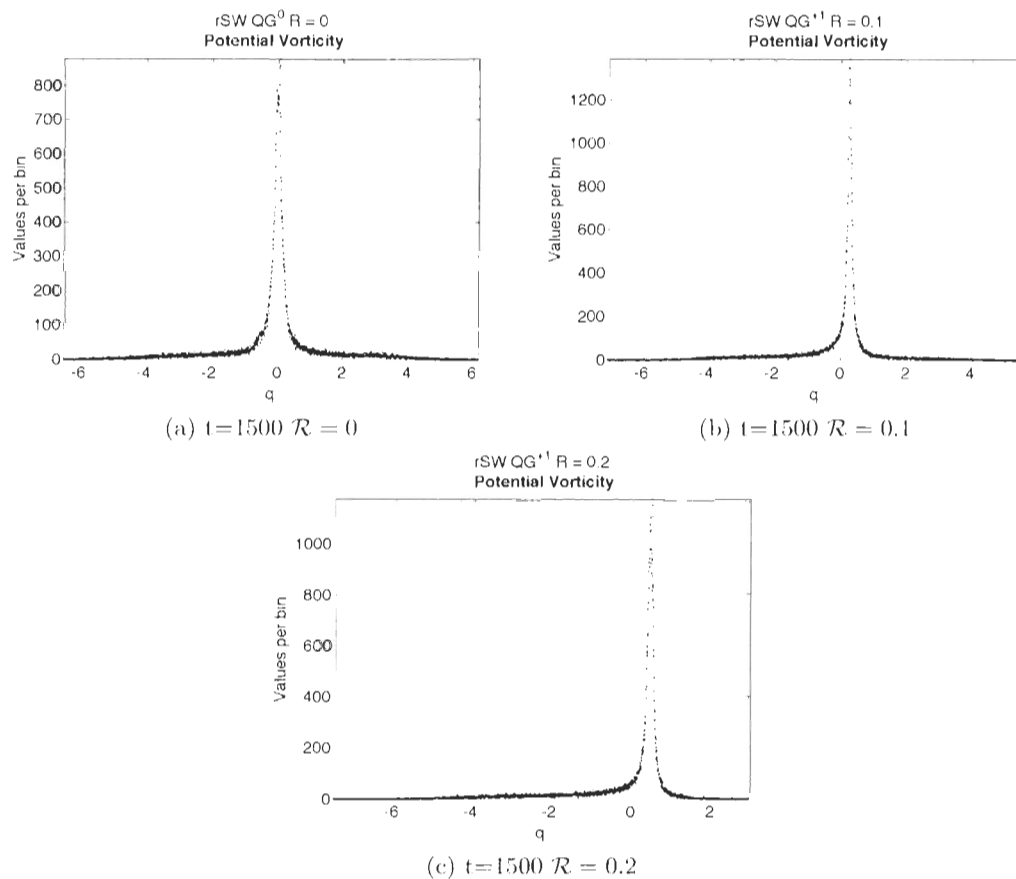 rSW QG⁰ R = 0
Potential Vorticity
800
700
600
500
400
300
200
100
0
Values per bin
-6 -4 -2 0 2 4 6
q
(a) t=1500 ℛ = 0
rSW QG⁺¹ R = 0.1
Potential Vorticity
1200
1000
800
600
400
200
0
Values per bin
-6 -4 -2 0 2 4
q
(b) t=1500 ℛ = 0.1
rSW QG⁺¹ R = 0.2
Potential Vorticity
1000
800
600
400
200
0
Values per bin
-6 -4 -2 0 2
q
(c) t=1500 ℛ = 0.2